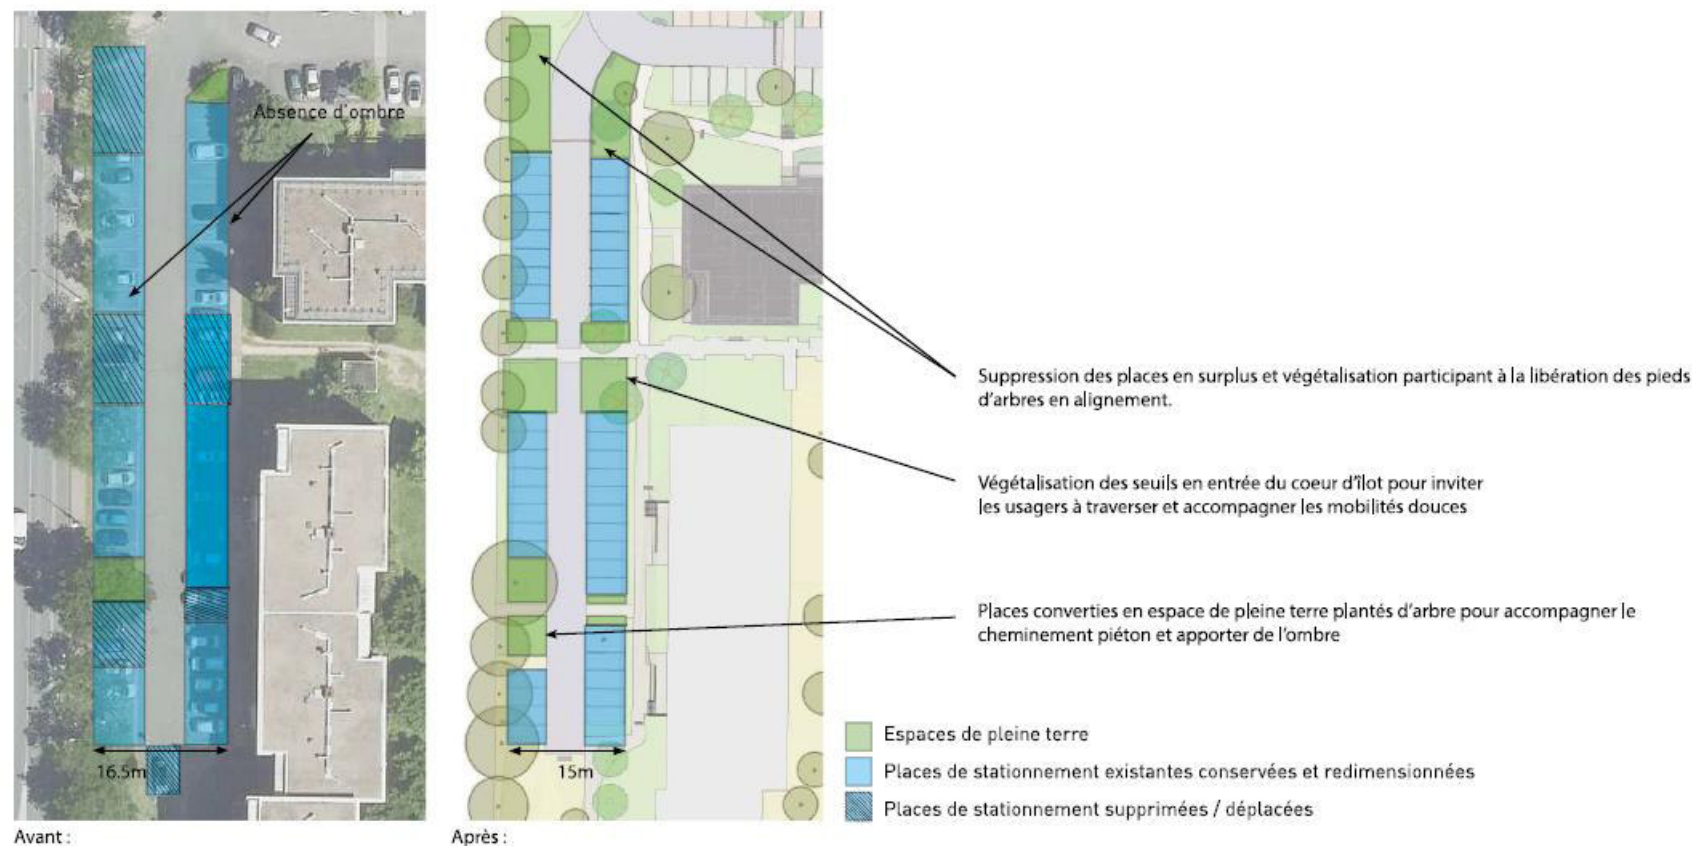 Absence d'ombre
16.5m
15m
Suppression des places en surplus et végétalisation participant à la libération des pieds
d'arbres en alignement.
Végétalisation des seuils en entrée du coeur d'îlot pour inviter
les usagers à traverser et accompagner les mobilités douces
Places converties en espace de pleine terre plantés d'arbre pour accompagner le
cheminement piéton et apporter de l'ombre
Espaces de pleine terre
Places de stationnement existantes conservées et redimensionnées
Places de stationnement supprimées / déplacées
Avant :
Après :